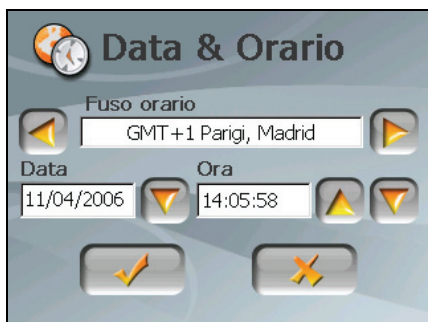 Data & Orario
Fuso orario
GMT+1 Parigi, Madrid
Data
Ora
11/04/2006
14:05:58